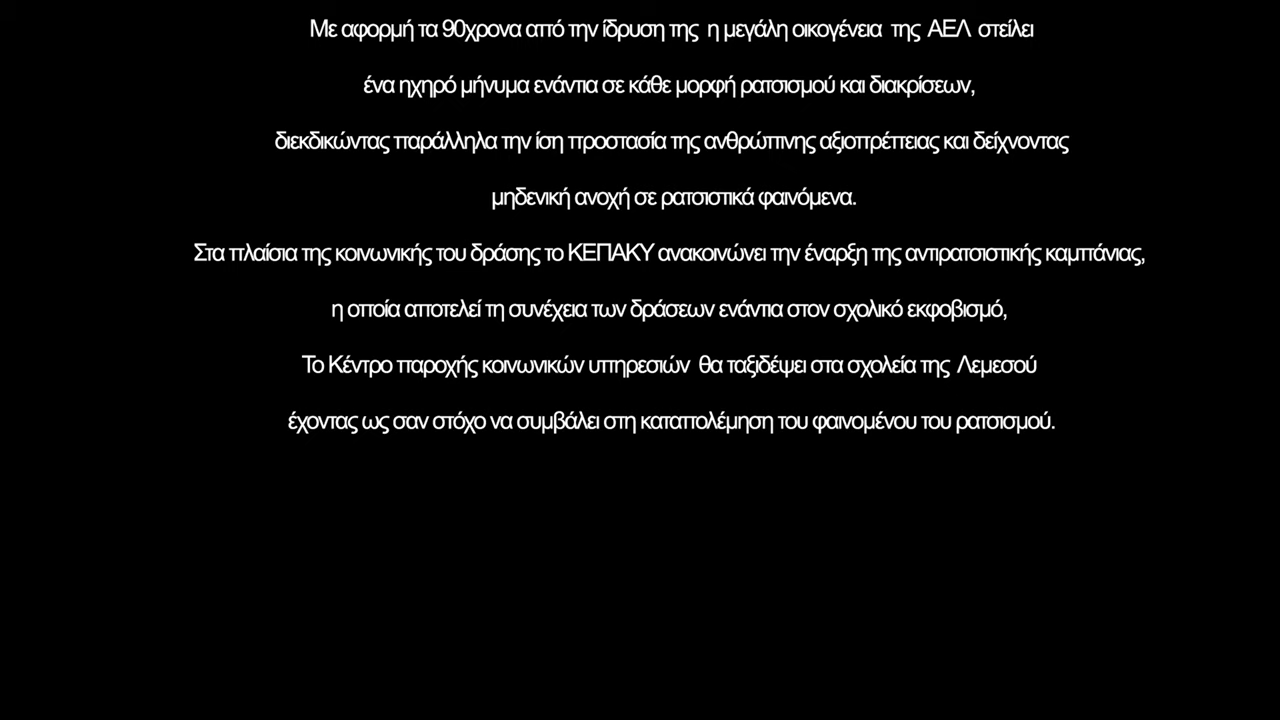 Με αφορμή τα 90χρονα από την ίδρυση της η μεγάλη οικογένεια της ΑΕΛ στείλει
ένα ηχηρό μήνυμα ενάντια σε κάθε μορφή ρατσισμού και διακρίσεων,
διεκδικώντας παράλληλα την ίση προστασία της ανθρώπινης αξιοπρέπειας και δείχνοντας
μηδενική ανοχή σε ρατσιστικά φαινόμενα.
Στα πλαίσια της κοινωνικής του δράσης το ΚΕΠΑΚΥ ανακοινώνει την έναρξη της αντιρατσιστικής καμπάνιας,
η οποία αποτελεί τη συνέχεια των δράσεων ενάντια στον σχολικό εκφοβισμό,
Το Κέντρο παροχής κοινωνικών υπηρεσιών θα ταξιδέψει στα σχολεία της Λεμεσού
έχοντας ως σαν στόχο να συμβάλει στη καταπολέμηση του φαινομένου του ρατσισμού.